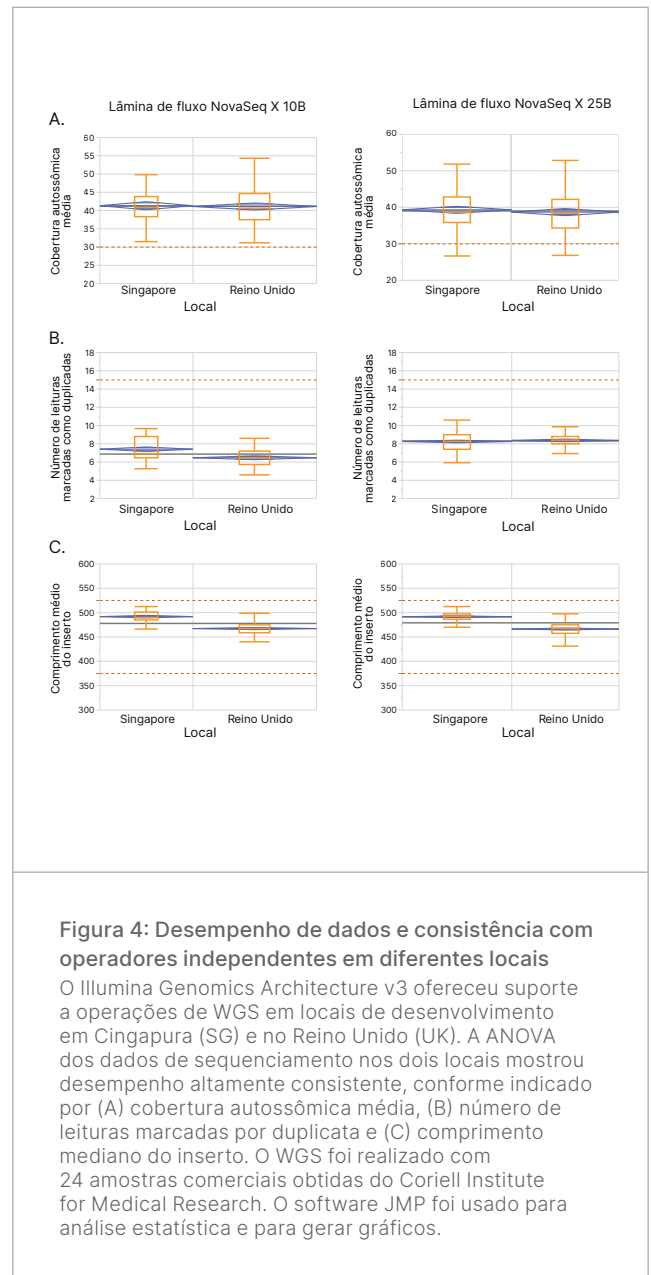 Lâmina de fluxo NovaSeq X 10B
Lâmina de fluxo NovaSeq X 25B
A.
Cobertura autossômica
média
60
55
50
45
40
35
30
25
20
Singapore
Reino Unido
Local
Cobertura autossômica
média
60
50
40
30
20
Singapore
Reino Unido
Local
B.
Número de leituras
marcadas como duplicadas
18
16
14
12
10
8
6
4
2
Singapore
Reino Unido
Local
Número de leituras
marcadas como duplicadas
18
16
14
12
10
8
6
4
2
Singapore
Reino Unido
Local
C.
Comprimento médio
do inserto
600
550
500
450
400
350
300
Singapore
Reino Unido
Local
Comprimento médio
do inserto
600
550
500
450
400
350
300
Singapore
Reino Unido
Local
Figura 4: Desempenho de dados e consistência com
operadores independentes em diferentes locais
O Illumina Genomics Architecture v3 ofereceu suporte
a operações de WGS em locais de desenvolvimento
em Cingapura (SG) e no Reino Unido (UK). A ANOVA
dos dados de sequenciamento nos dois locais mostrou
desempenho altamente consistente, conforme indicado
por (A) cobertura autossômica média, (B) número de
leituras marcadas por duplicata e (C) comprimento
mediano do inserto. O WGS foi realizado com
24 amostras comerciais obtidas do Coriell Institute
for Medical Research. O software JMP foi usado para
análise estatística e para gerar gráficos.